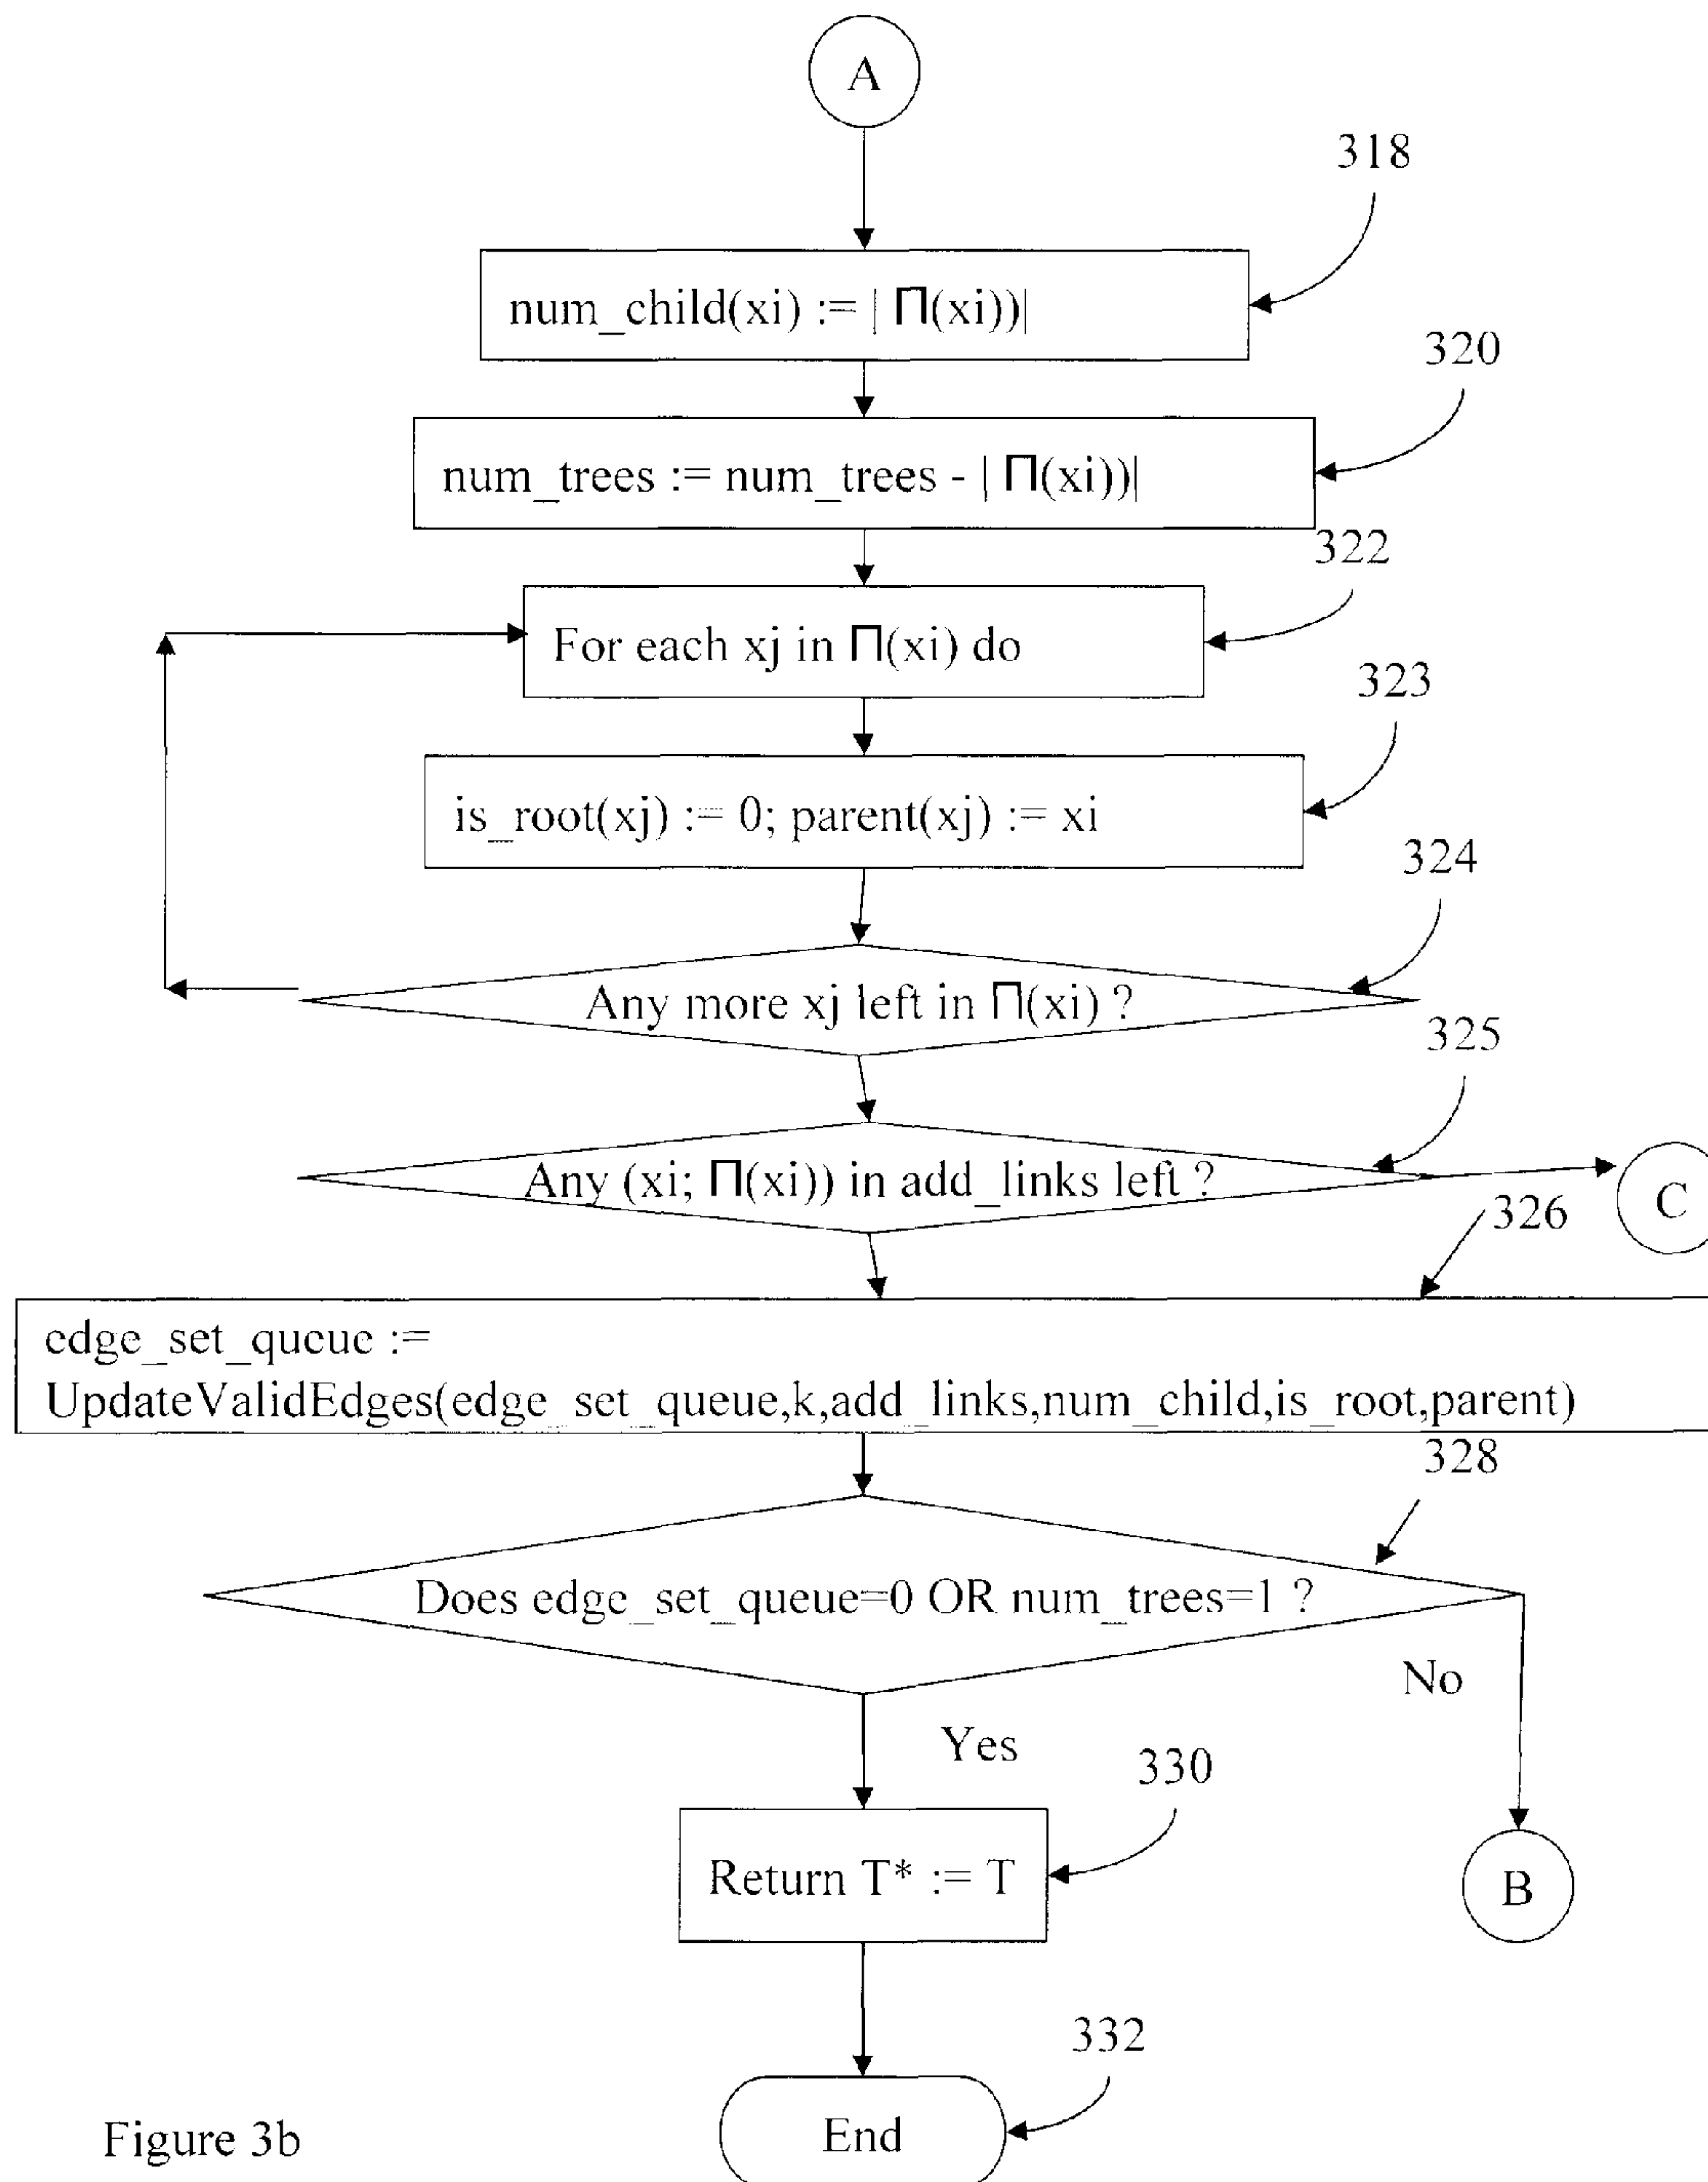 A
318
num_child(xi) := | Π(xi))|
320
num_trees := num_trees - | Π(xi))|
322
For each xj in Π(xi) do
323
is_root(xj) := 0; parent(xj) := xi
324
Any more xj left in Π(xi) ?
325
Any (xi; Π(xi)) in add_links left ?
C
326
edge_set_queue :=
UpdateValidEdges(edge_set_queue,k,add_links,num_child,is_root,parent)
328
Does edge_set_queue=0 OR num_trees=1 ?
No
Yes
330
Return T* := T
B
332
End
Figure 3b